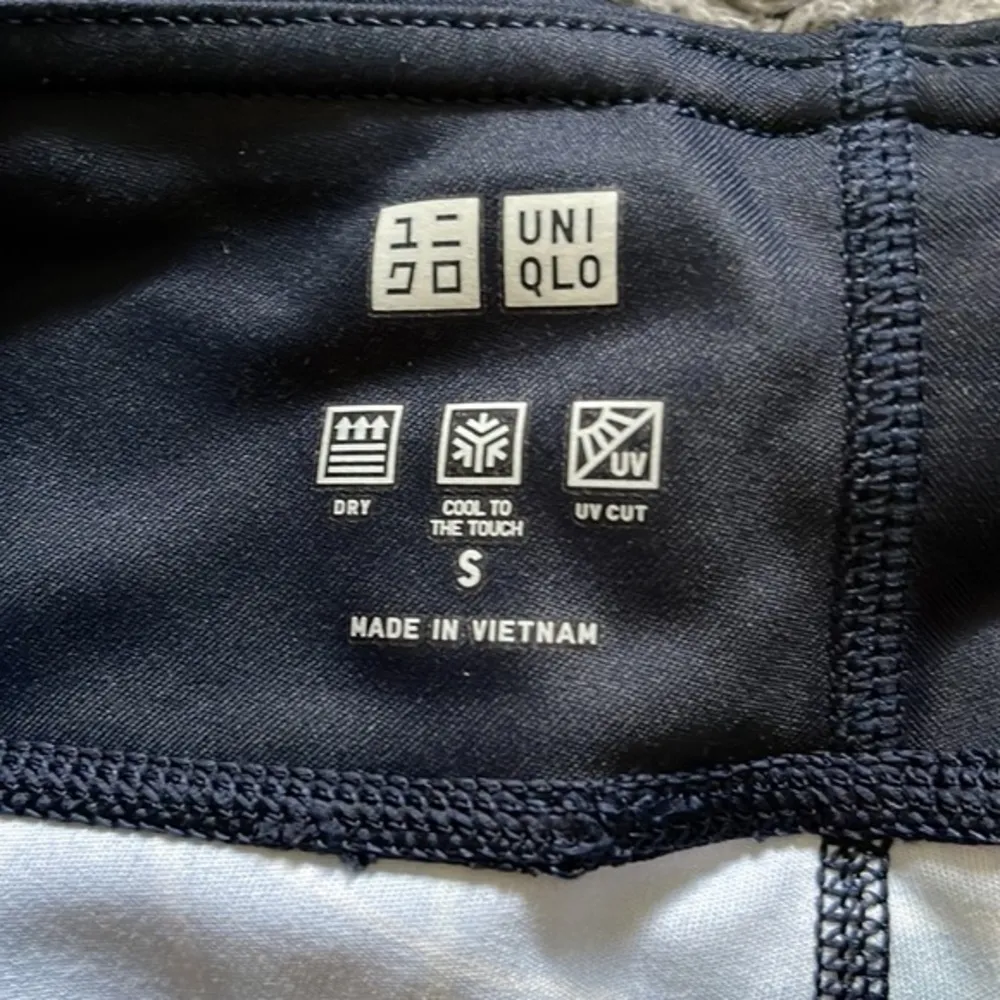 ユニ UNI
クロ QLO
UV
DRY COOL TO THE TOUCH UV CUT
S
MADE IN VIETNAM